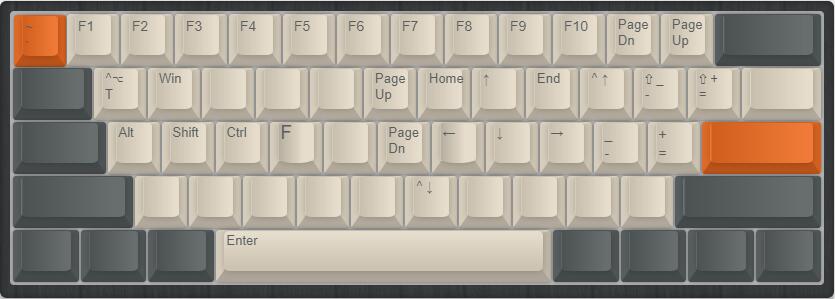 ~
-
F1
F2
F3
F4
F5
F6
F7
F8
F9
F10
Page
Dn
Page
Up
^⌥
T
Win
Page
Up
Home
↑
End
^ ↑
⇧ _
-
⇧ +
=
Alt
Shift
Ctrl
F
Page
Dn
←
↓
→
_
-
+
=
^ ↓
Enter